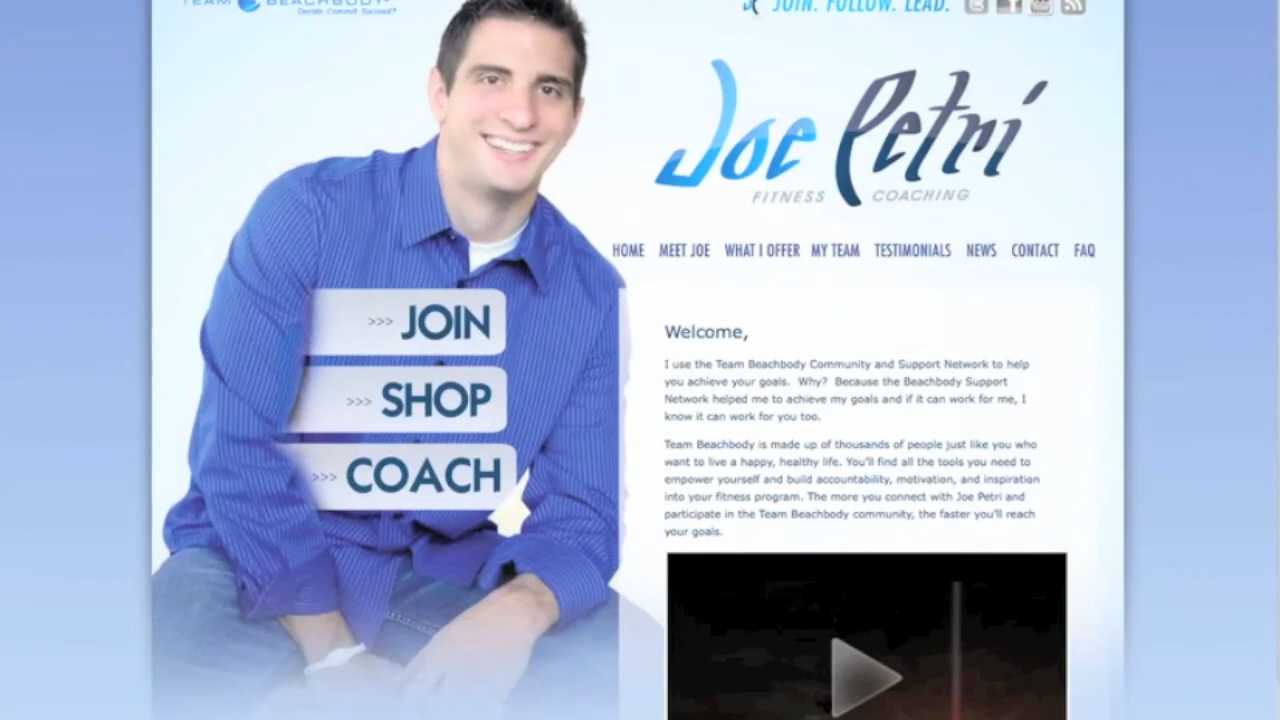 TEAM BEACHBODY
Decide. Commit. Succeed.®
JOIN. FOLLOW. LEAD.
Joe Petri
FITNESS COACHING
HOME MEET JOE WHAT I OFFER MY TEAM TESTIMONIALS NEWS CONTACT FAQ
>>> JOIN
>>> SHOP
>>> COACH
Welcome,
I use the Team Beachbody Community and Support Network to help
you achieve your goals. Why? Because the Beachbody Support
Network helped me to achieve my goals and if it can work for me, I
know it can work for you too.
Team Beachbody is made up of thousands of people just like you who
want to live a happy, healthy life. You'll find all the tools you need to
empower yourself and build accountability, motivation, and inspiration
into your fitness program. The more you connect with Joe Petri and
participate in the Team Beachbody community, the faster you'll reach
your goals.